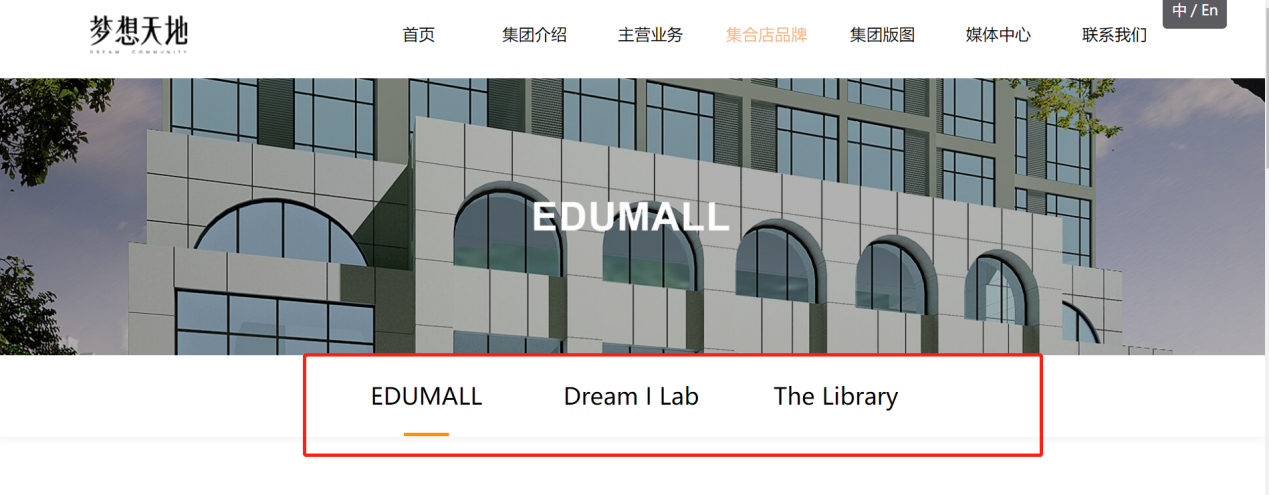 中 / En
梦想天地
DREAM COMMUNITY
首页 集团介绍 主营业务 集合店品牌 集团版图 媒体中心 联系我们
EDUMALL
EDUMALL Dream I Lab The Library